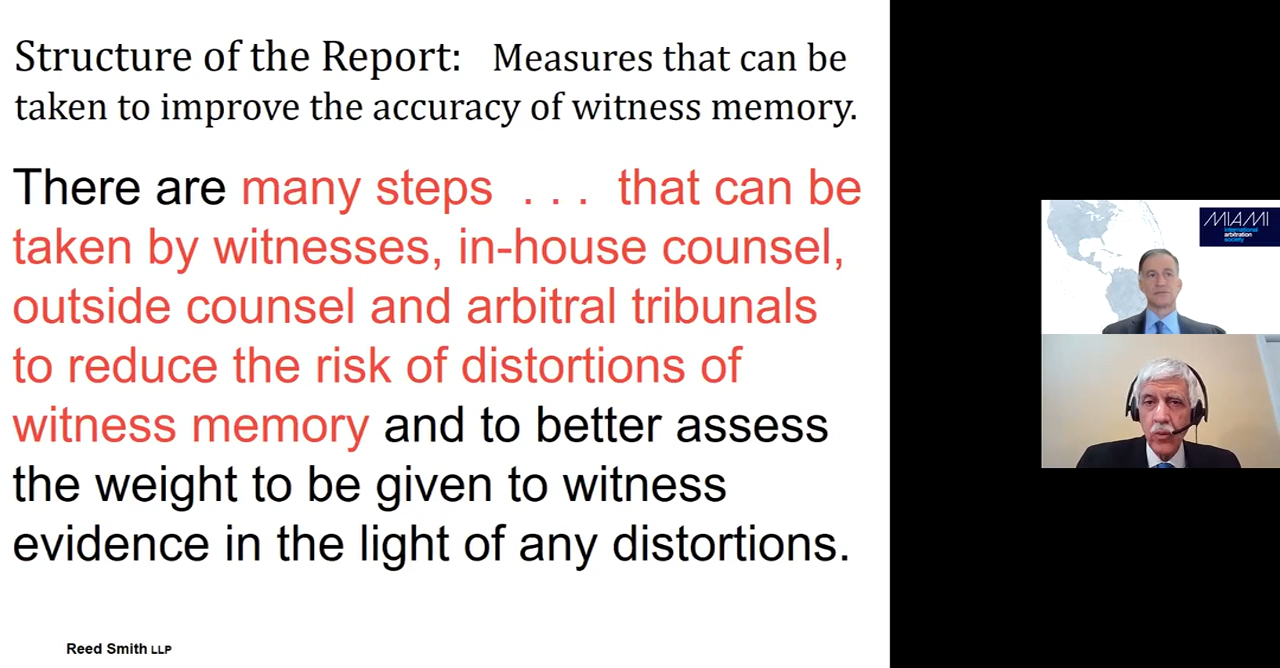 Structure of the Report: Measures that can be
taken to improve the accuracy of witness memory.
There are many steps . . . that can be
taken by witnesses, in-house counsel,
outside counsel and arbitral tribunals
to reduce the risk of distortions of
witness memory and to better assess
the weight to be given to witness
evidence in the light of any distortions.
Reed Smith LLP
MIAMI
international
arbitration
society